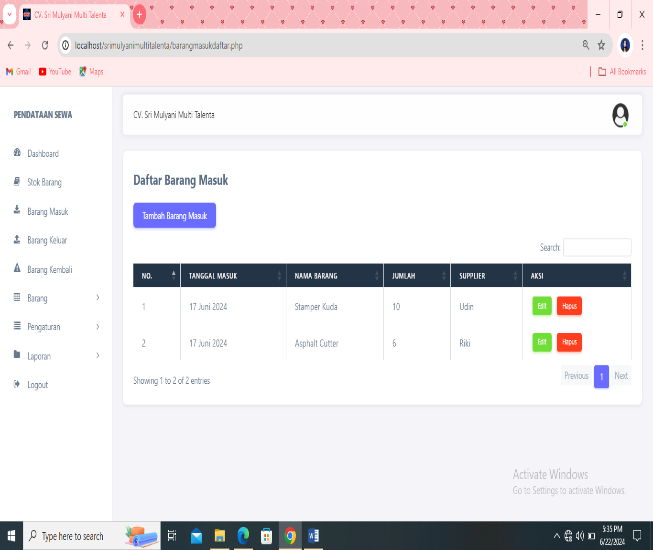 CV. Sri Mulyani Multi Talenta
localhost/srimulyanimultitalenta/barangmasukdaftar.php
Gmail YouTube Maps All Bookmarks
PENDATAAN SEWA
Dashboard
Stok Barang
Barang Masuk
Barang Keluar
Barang Kembali
Barang
Pengaturan
Laporan
Logout
CV. Sri Mulyani Multi Talenta
Daftar Barang Masuk
Tambah Barang Masuk
Search:
NO. TANGGAL MASUK NAMA BARANG JUMLAH SUPPLIER AKSI
1 17 Juni 2024 Stamper Kuda 10 Udin Edit Hapus
2 17 Juni 2024 Asphalt Cutter 6 Riki Edit Hapus
Showing 1 to 2 of 2 entries
Previous 1 Next
Activate Windows
Go to Settings to activate Windows.
Type here to search
5:35 PM
6/22/2024